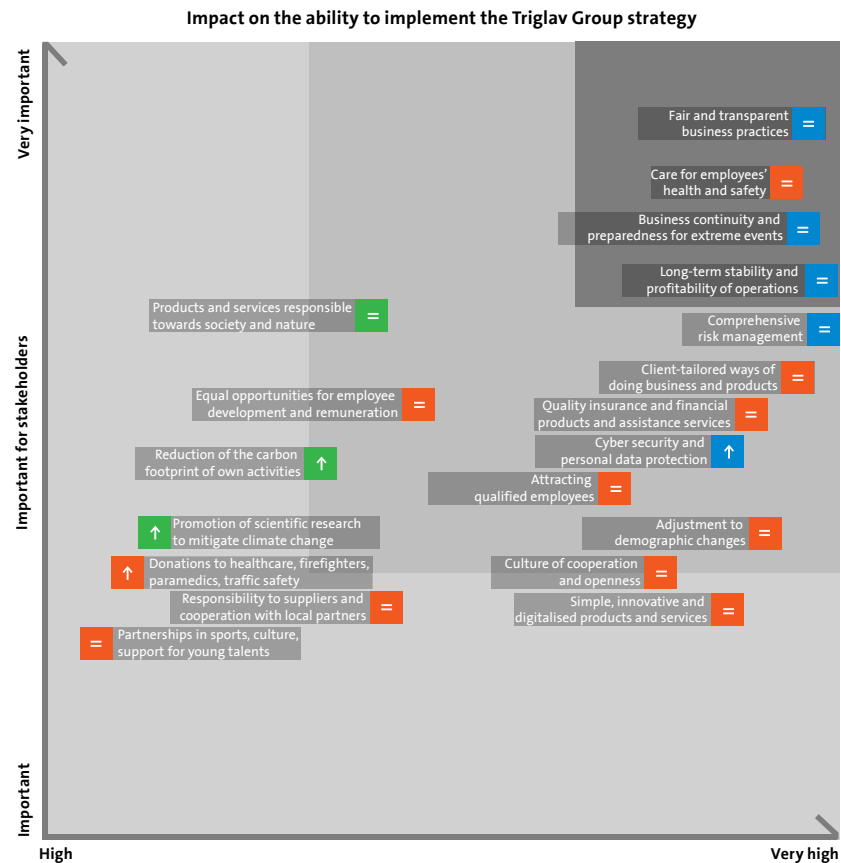 Impact on the ability to implement the Triglav Group strategy
Very important
Important for stakeholders
Important
Fair and transparent
business practices
=
Care for employees'
health and safety
=
Business continuity and
preparedness for extreme events
=
Long-term stability and
profitability of operations
=
Products and services responsible
towards society and nature
=
Comprehensive
risk management
=
Client-tailored ways of
doing business and products
=
Equal opportunities for employee
development and remuneration
=
Quality insurance and financial
products and assistance services
=
Cyber security and
personal data protection
↑
Reduction of the carbon
footprint of own activities
↑
Attracting
qualified employees
=
↑
Promotion of scientific research
to mitigate climate change
Adjustment to
demographic changes
=
↑
Donations to healthcare, firefighters,
paramedics, traffic safety
Culture of cooperation
and openness
=
Responsibility to suppliers and
cooperation with local partners
=
Simple, innovative and
digitalised products and services
=
=
Partnerships in sports, culture,
support for young talents
High
Very high